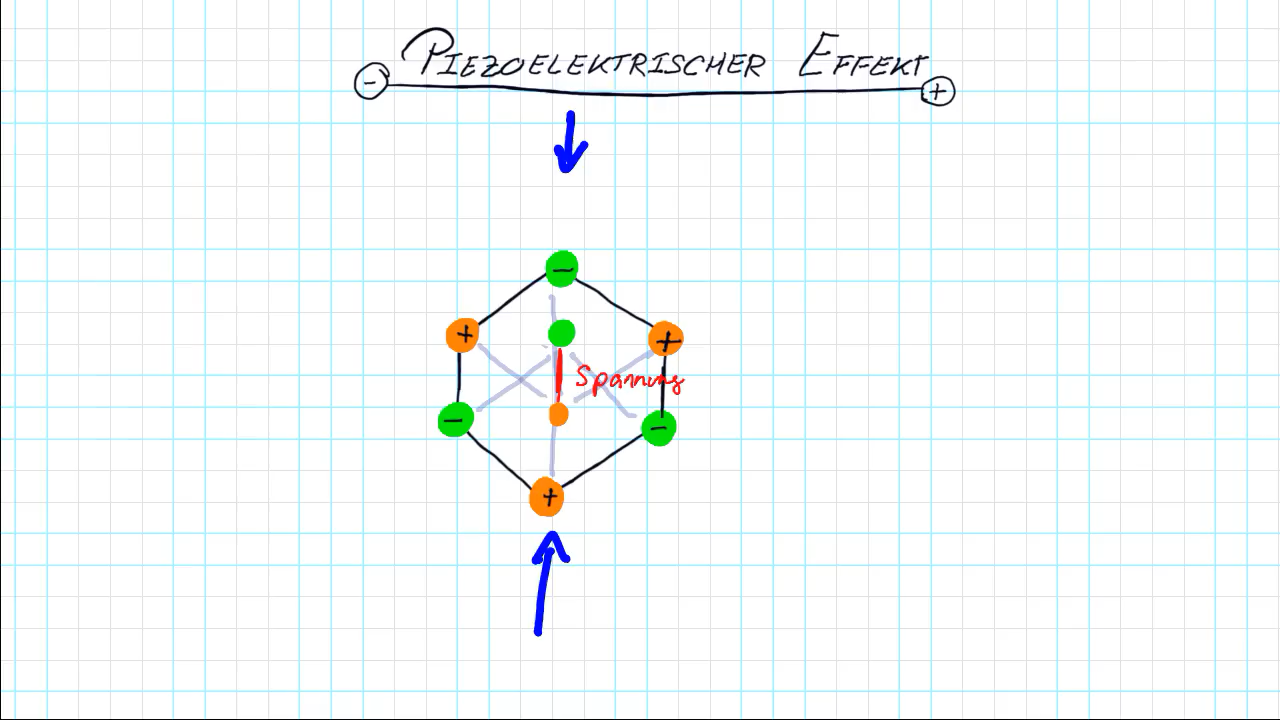 PIEZOELEKTRISCHER EFFEKT
- +
-
+ +
Spannung
- -
+